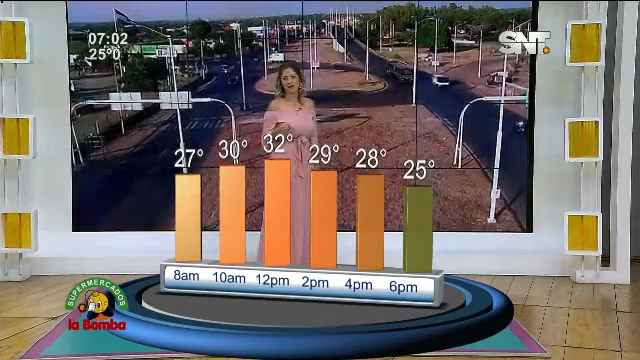 07:02
25°
SNT.
27° 30° 32° 29° 28° 25°
8am 10am 12pm 2pm 4pm 6pm
SUPERMERCADOS
la Bomba